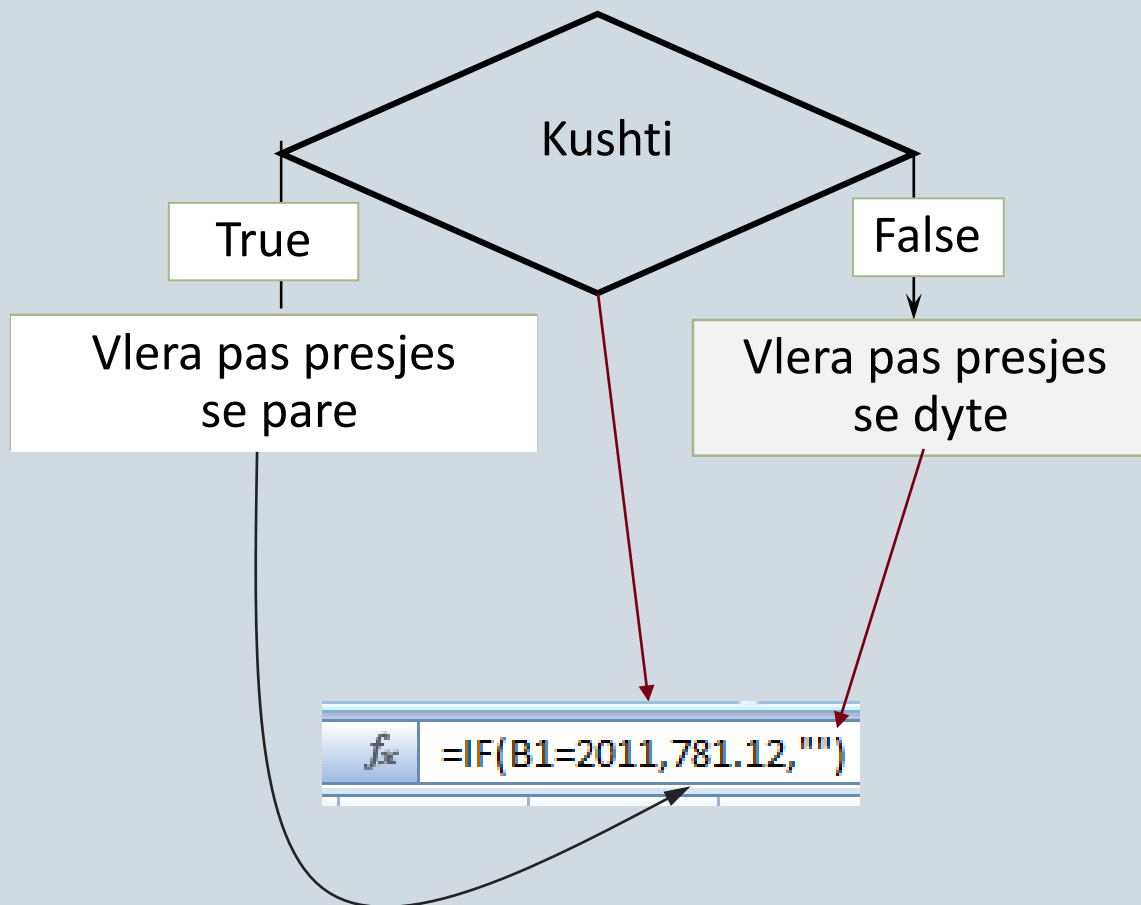 Kushti
True
False
Vlera pas presjes
se pare
Vlera pas presjes
se dyte
fx =IF(B1=2011,781.12,"")